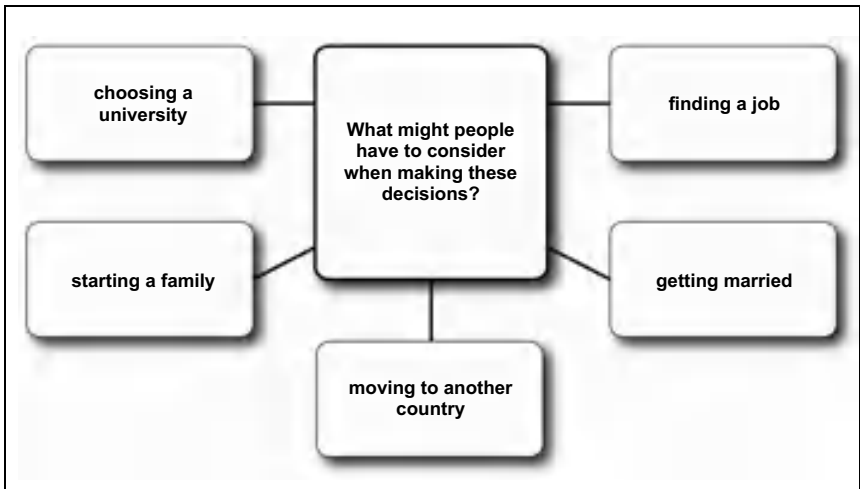 choosing a
university
What might people
have to consider
when making these
decisions?
finding a job
starting a family
getting married
moving to another
country